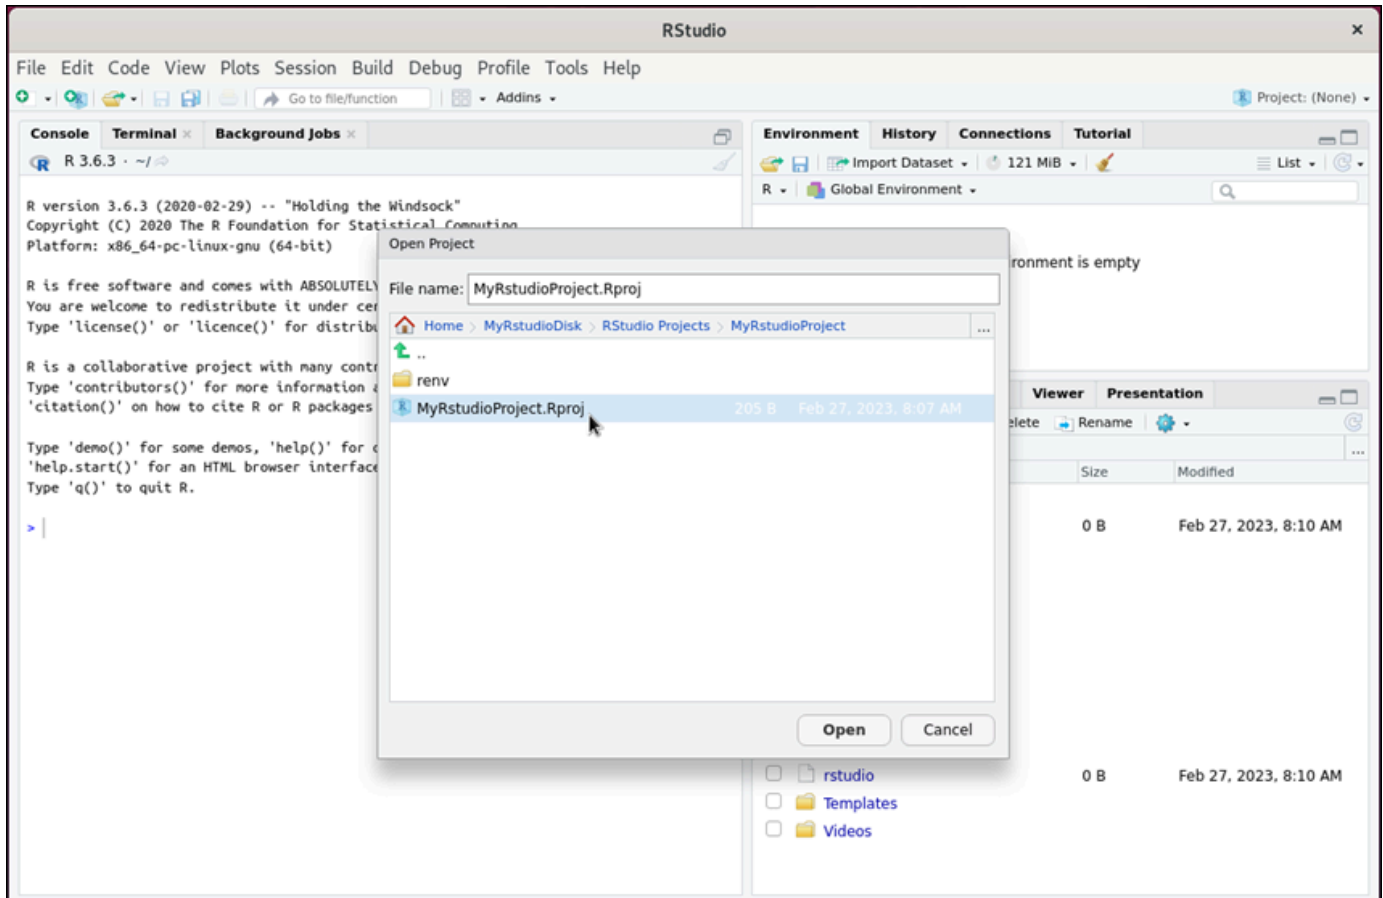 RStudio
File Edit Code View Plots Session Build Debug Profile Tools Help
Go to file/function Addins Project: (None)
Console Terminal Background Jobs
R 3.6.3 · ~/
R version 3.6.3 (2020-02-29) -- "Holding the Windsock"
Copyright (C) 2020 The R Foundation for Statistical Computing
Platform: x86_64-pc-linux-gnu (64-bit)
R is free software and comes with ABSOLUTELY
You are welcome to redistribute it under
Type 'license()' or 'licence()' for
R is a collaborative project with many
Type 'contributors()' for more information
'citation()' on how to cite R or R packages
Type 'demo()' for some demos, 'help()' for
'help.start()' for an HTML browser interface
Type 'q()' to quit R.
>
Open Project
File name: MyRstudioProject.Rproj
Home MyRstudioDisk RStudio Projects MyRstudioProject ...
..
renv
MyRstudioProject.Rproj 205 B Feb 27, 2023, 8:07 AM
Open Cancel
Environment History Connections Tutorial
Import Dataset 121 MiB List
R Global Environment
is empty
Viewer Presentation
Rename
...
Size Modified
0 B Feb 27, 2023, 8:10 AM
rstudio 0 B Feb 27, 2023, 8:10 AM
Templates
Videos